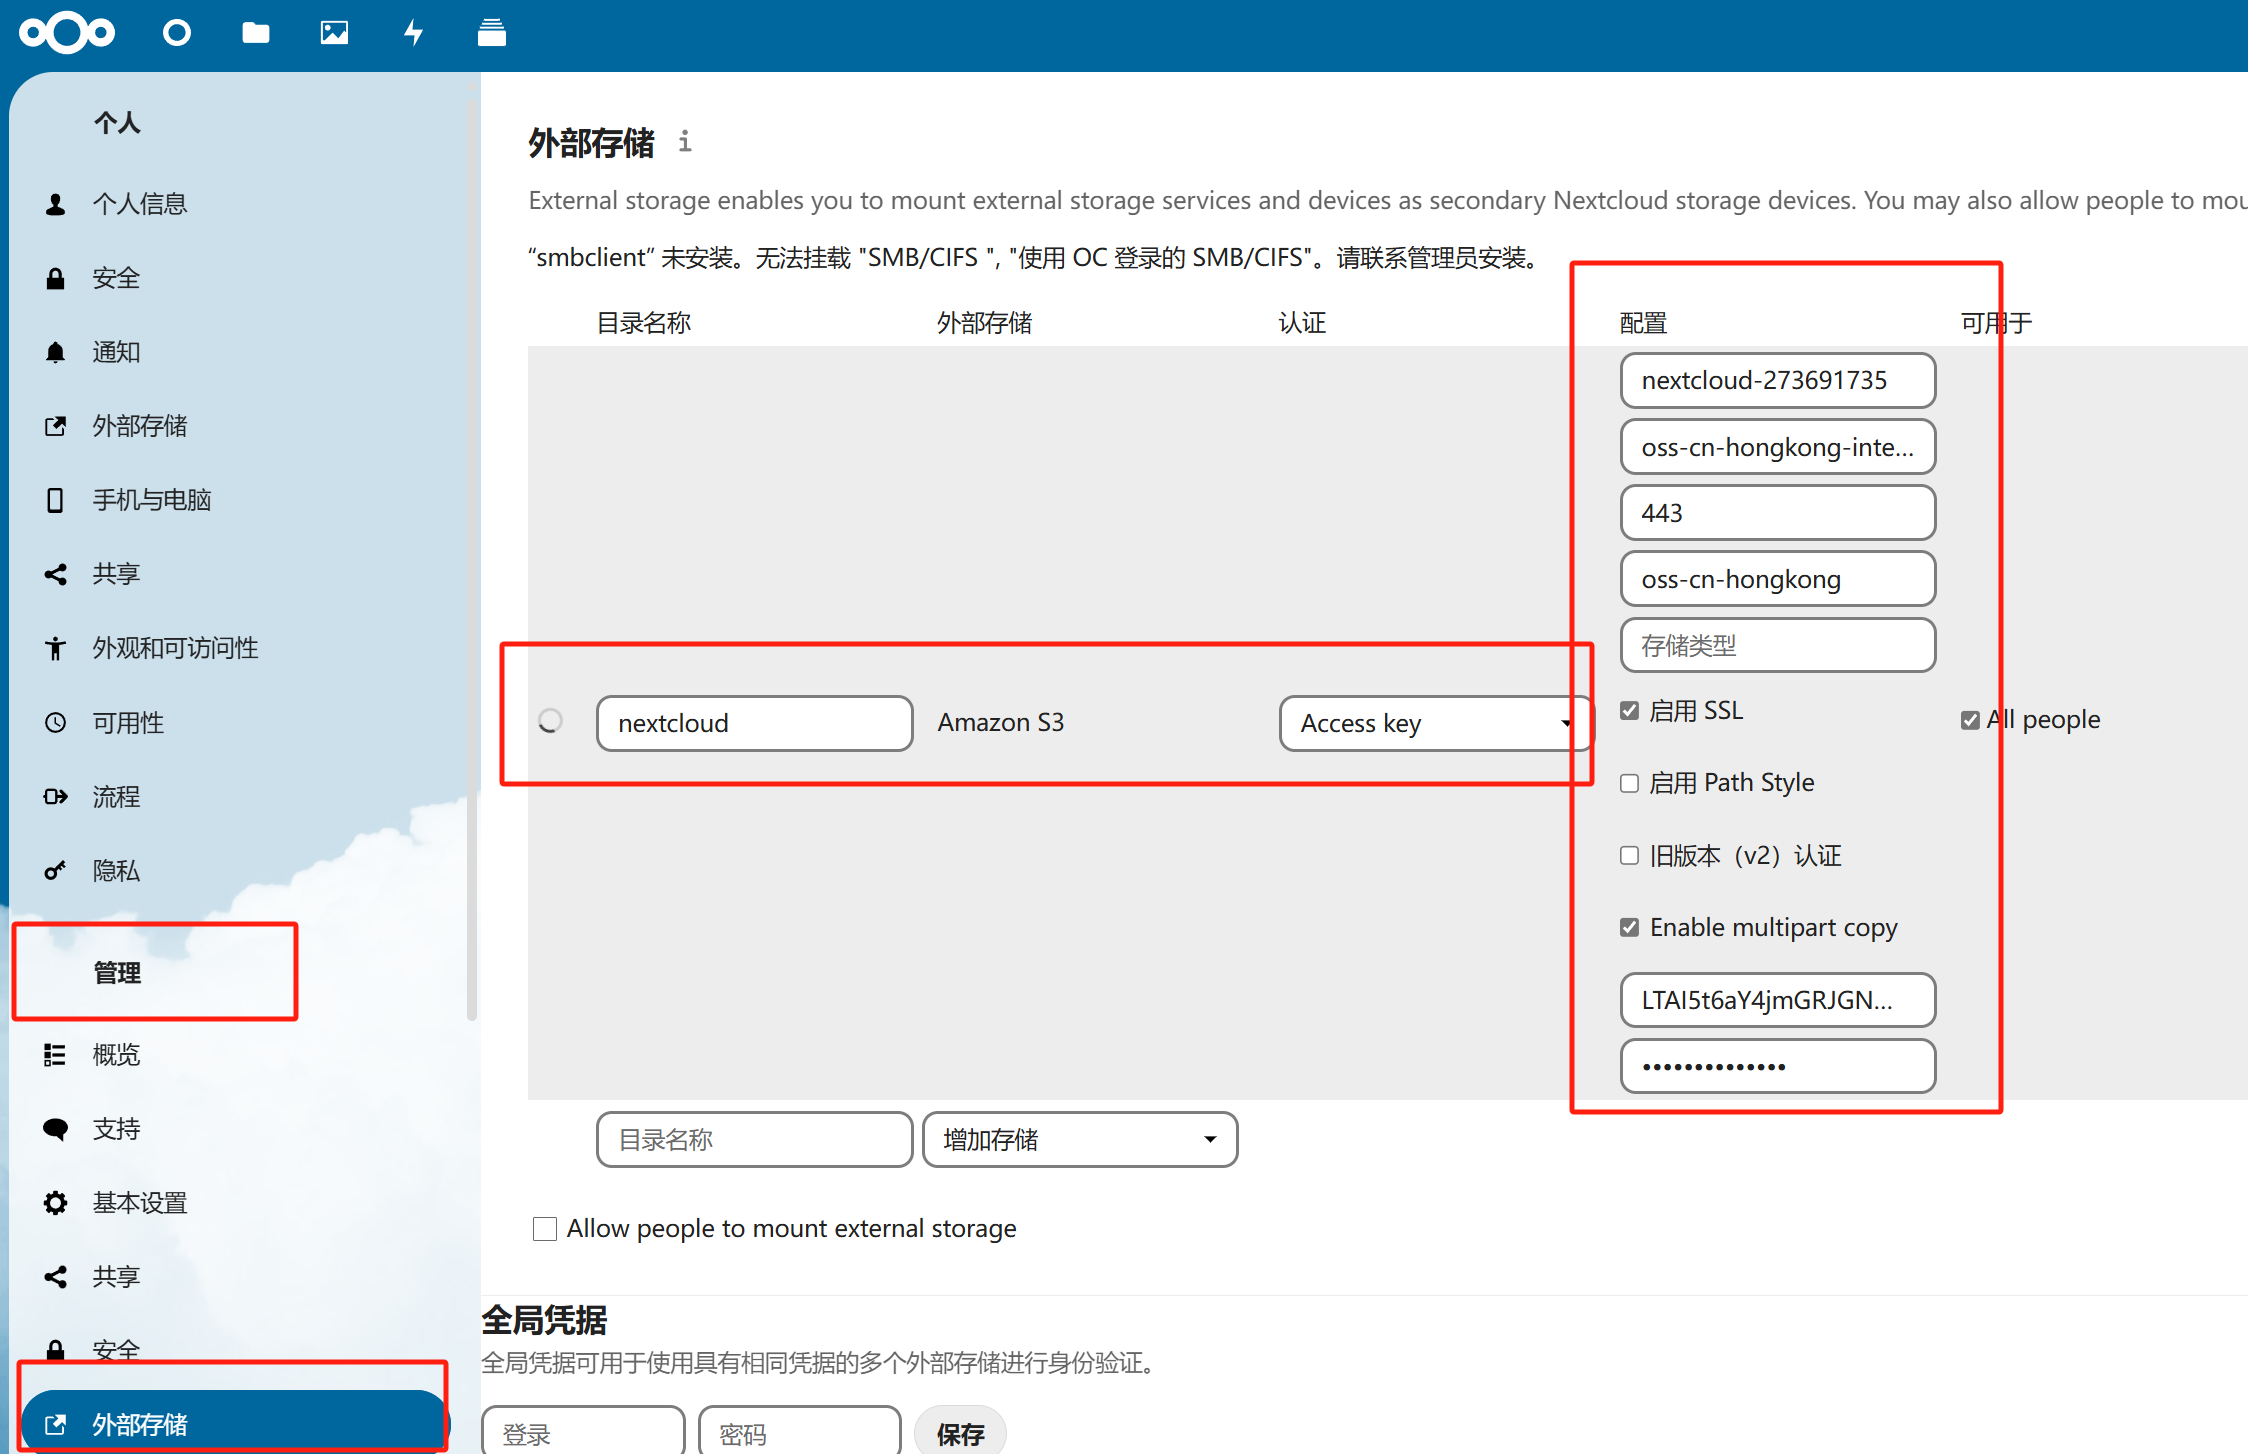 个人
个人信息
安全
通知
外部存储
手机与电脑
共享
外观和可访问性
可用性
流程
隐私
管理
概览
支持
基本设置
共享
安全
外部存储
外部存储
External storage enables you to mount external storage services and devices as secondary Nextcloud storage devices. You may also allow people to mou
“smbclient” 未安装。无法挂载 "SMB/CIFS ", "使用 OC 登录的 SMB/CIFS"。请联系管理员安装。
目录名称 外部存储 认证 配置 可用于
nextcloud-273691735
oss-cn-hongkong-inte...
443
oss-cn-hongkong
存储类型
nextcloud Amazon S3 Access key 启用 SSL All people
启用 Path Style
旧版本（v2）认证
Enable multipart copy
LTAI5t6aY4jmGRJGN...
目录名称 增加存储
Allow people to mount external storage
全局凭据
全局凭据可用于使用具有相同凭据的多个外部存储进行身份验证。
登录 密码 保存